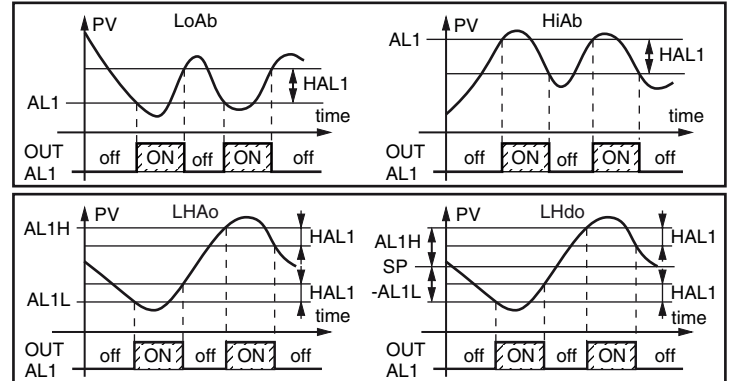 PV LoAb
HAL1
AL1
time
OUT AL1 off ON off ON off
PV HiAb
AL1
HAL1
time
OUT AL1 off ON off ON off
PV LHAo
AL1H
HAL1
AL1L
HAL1
time
OUT AL1 off ON off ON off
PV LHdo
AL1H
HAL1
SP
-AL1L
HAL1
time
OUT AL1 off ON off ON off